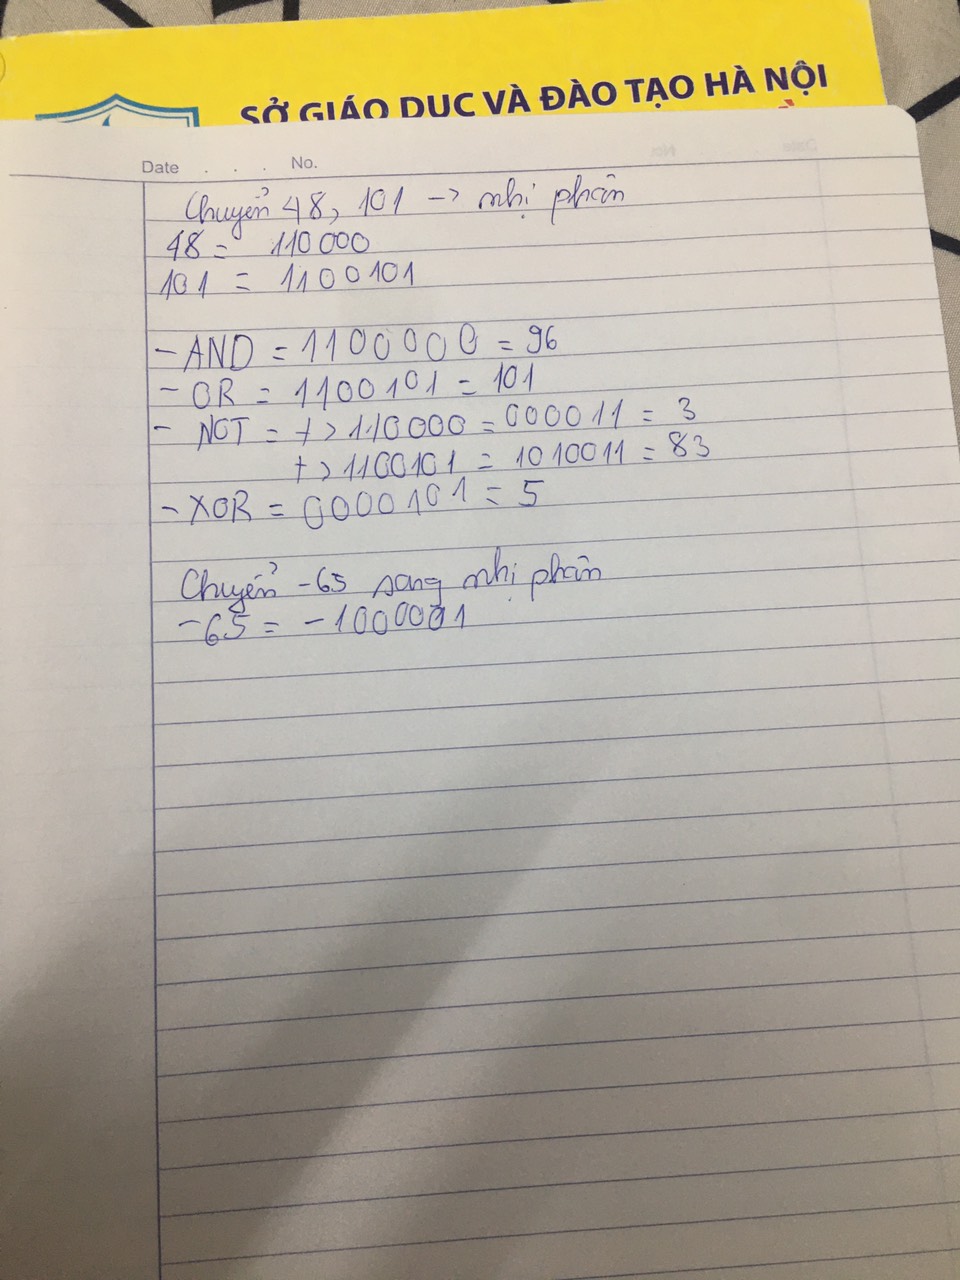 SỞ GIÁO DỤC VÀ ĐÀO TẠO HÀ NỘI
Date . . . . No.
Chuyển 48, 101 -> nhị phân
48 = 110000
101 = 1100101
- AND = 1100000 = 96
- OR = 1100101 = 101
- NOT = +> 110000 = 000011 = 3
+> 1100101 = 1010011 = 83
- XOR = 0000101 = 5
Chuyển -65 sang nhị phân
-65 = -1000001